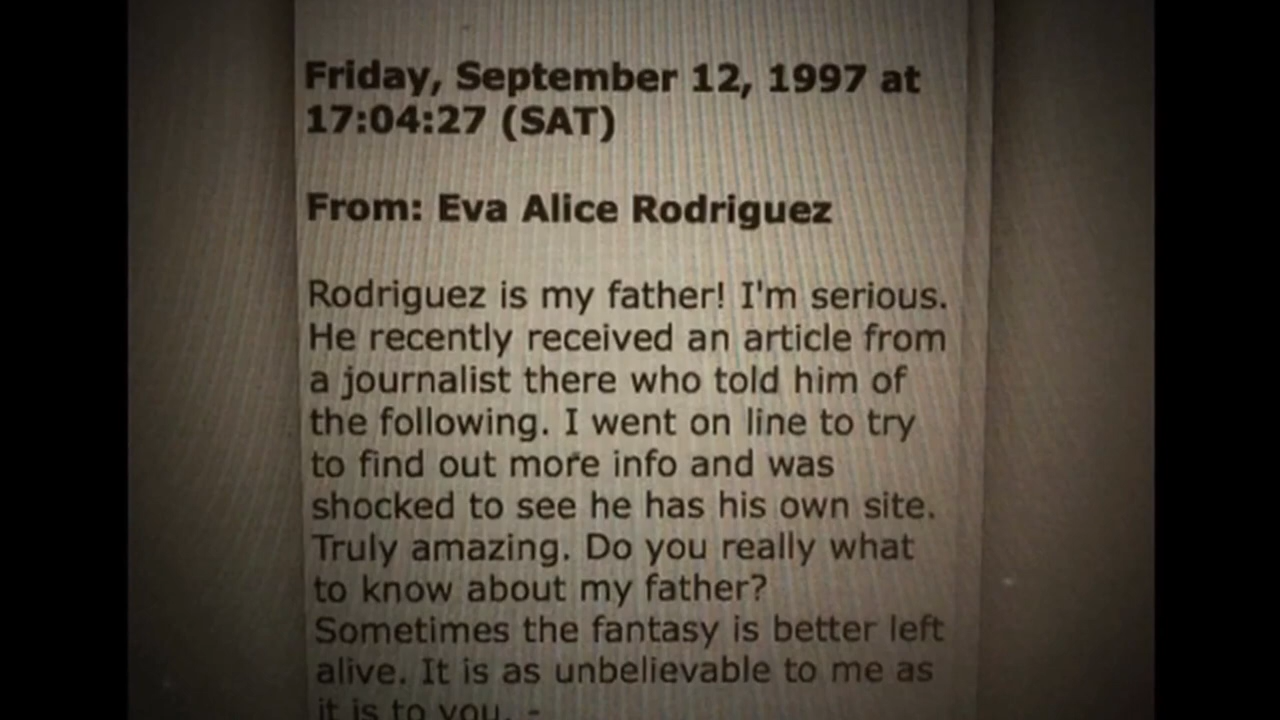 Friday, September 12, 1997 at
17:04:27 (SAT)
From: Eva Alice Rodriguez
Rodriguez is my father! I'm serious.
He recently received an article from
a journalist there who told him of
the following. I went on line to try
to find out more info and was
shocked to see he has his own site.
Truly amazing. Do you really what
to know about my father?
Sometimes the fantasy is better left
alive. It is as unbelievable to me as
it is to you. -